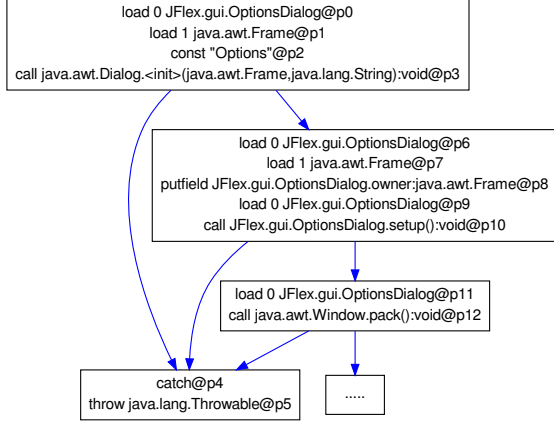 load 0 JFlex.gui.OptionsDialog@p0
load 1 java.awt.Frame@p1
const "Options"@p2
call java.awt.Dialog.<init>(java.awt.Frame,java.lang.String):void@p3
load 0 JFlex.gui.OptionsDialog@p6
load 1 java.awt.Frame@p7
putfield JFlex.gui.OptionsDialog.owner:java.awt.Frame@p8
load 0 JFlex.gui.OptionsDialog@p9
call JFlex.gui.OptionsDialog.setup():void@p10
load 0 JFlex.gui.OptionsDialog@p11
call java.awt.Window.pack():void@p12
catch@p4
throw java.lang.Throwable@p5
.....